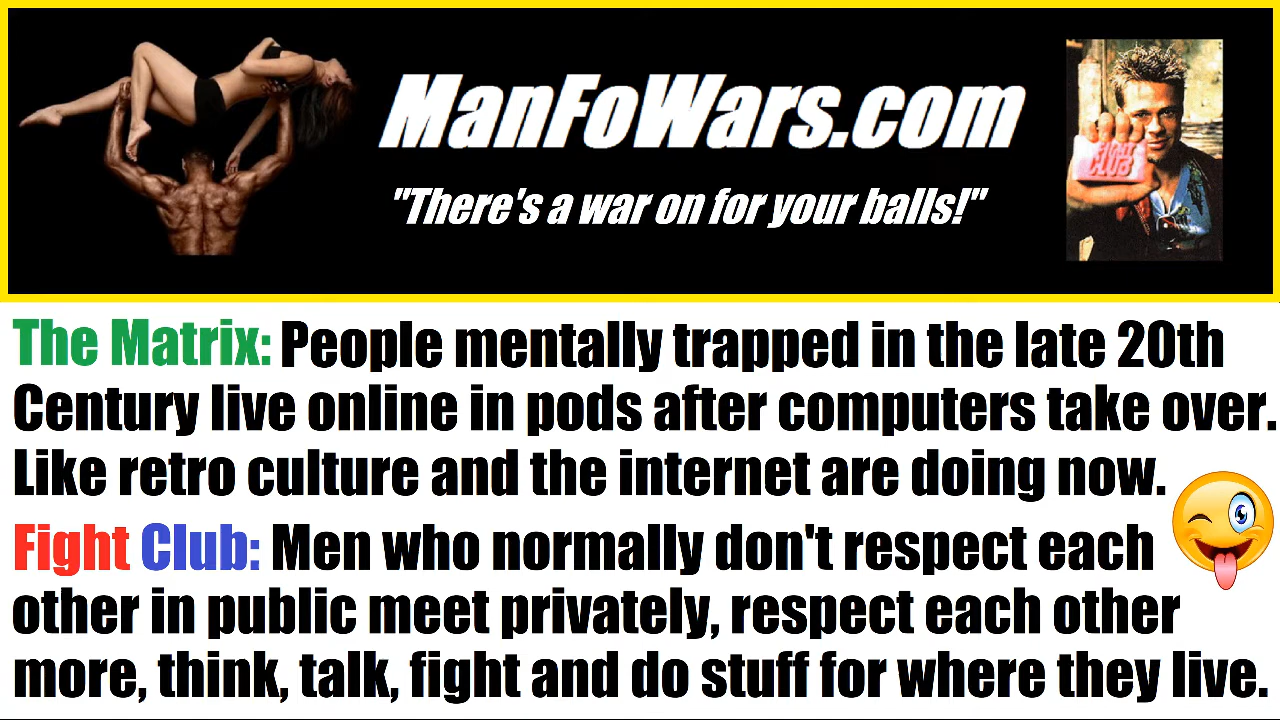 ManFoWars.com
"There's a war on for your balls!"
FIGHT
CLUB
The Matrix: People mentally trapped in the late 20th
Century live online in pods after computers take over.
Like retro culture and the internet are doing now.
Fight Club: Men who normally don't respect each
other in public meet privately, respect each other
more, think, talk, fight and do stuff for where they live.